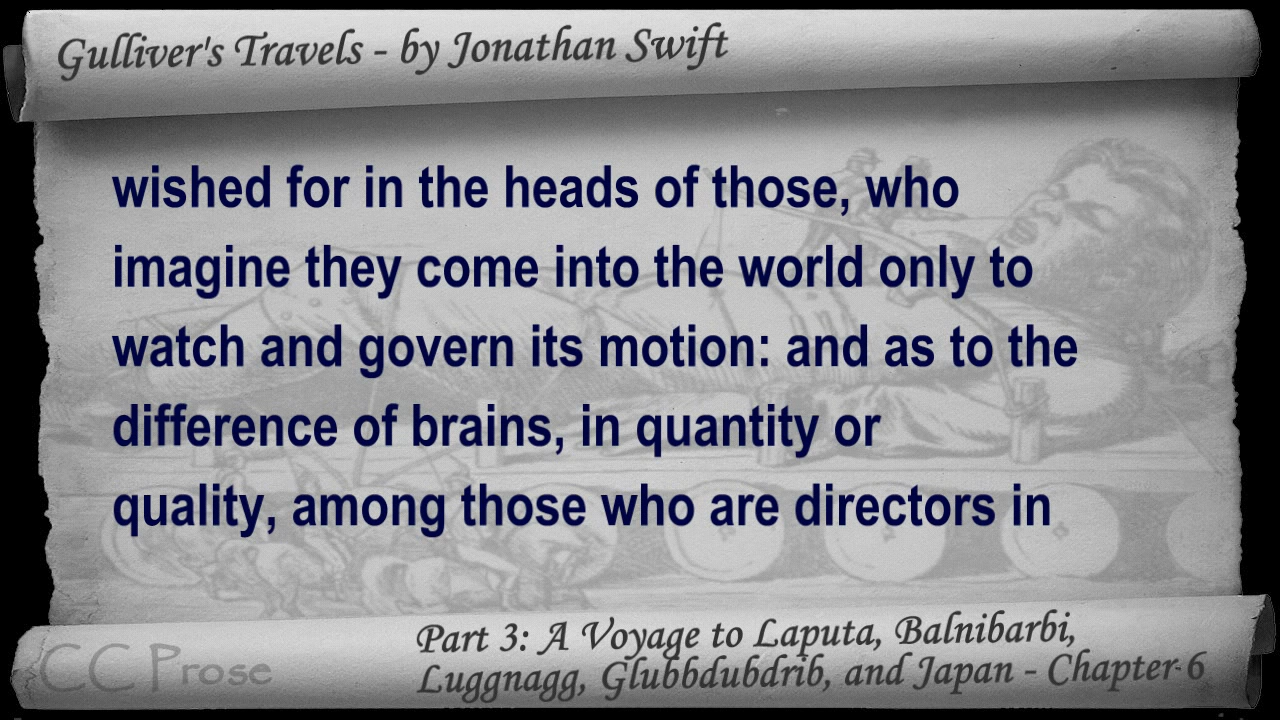 Gulliver's Travels - by Jonathan Swift
wished for in the heads of those, who
imagine they come into the world only to
watch and govern its motion: and as to the
difference of brains, in quantity or
quality, among those who are directors in
Part 3: A Voyage to Laputa, Balnibarbi,
Luggnagg, Glubbdubdrib, and Japan - Chapter 6
CC Prose